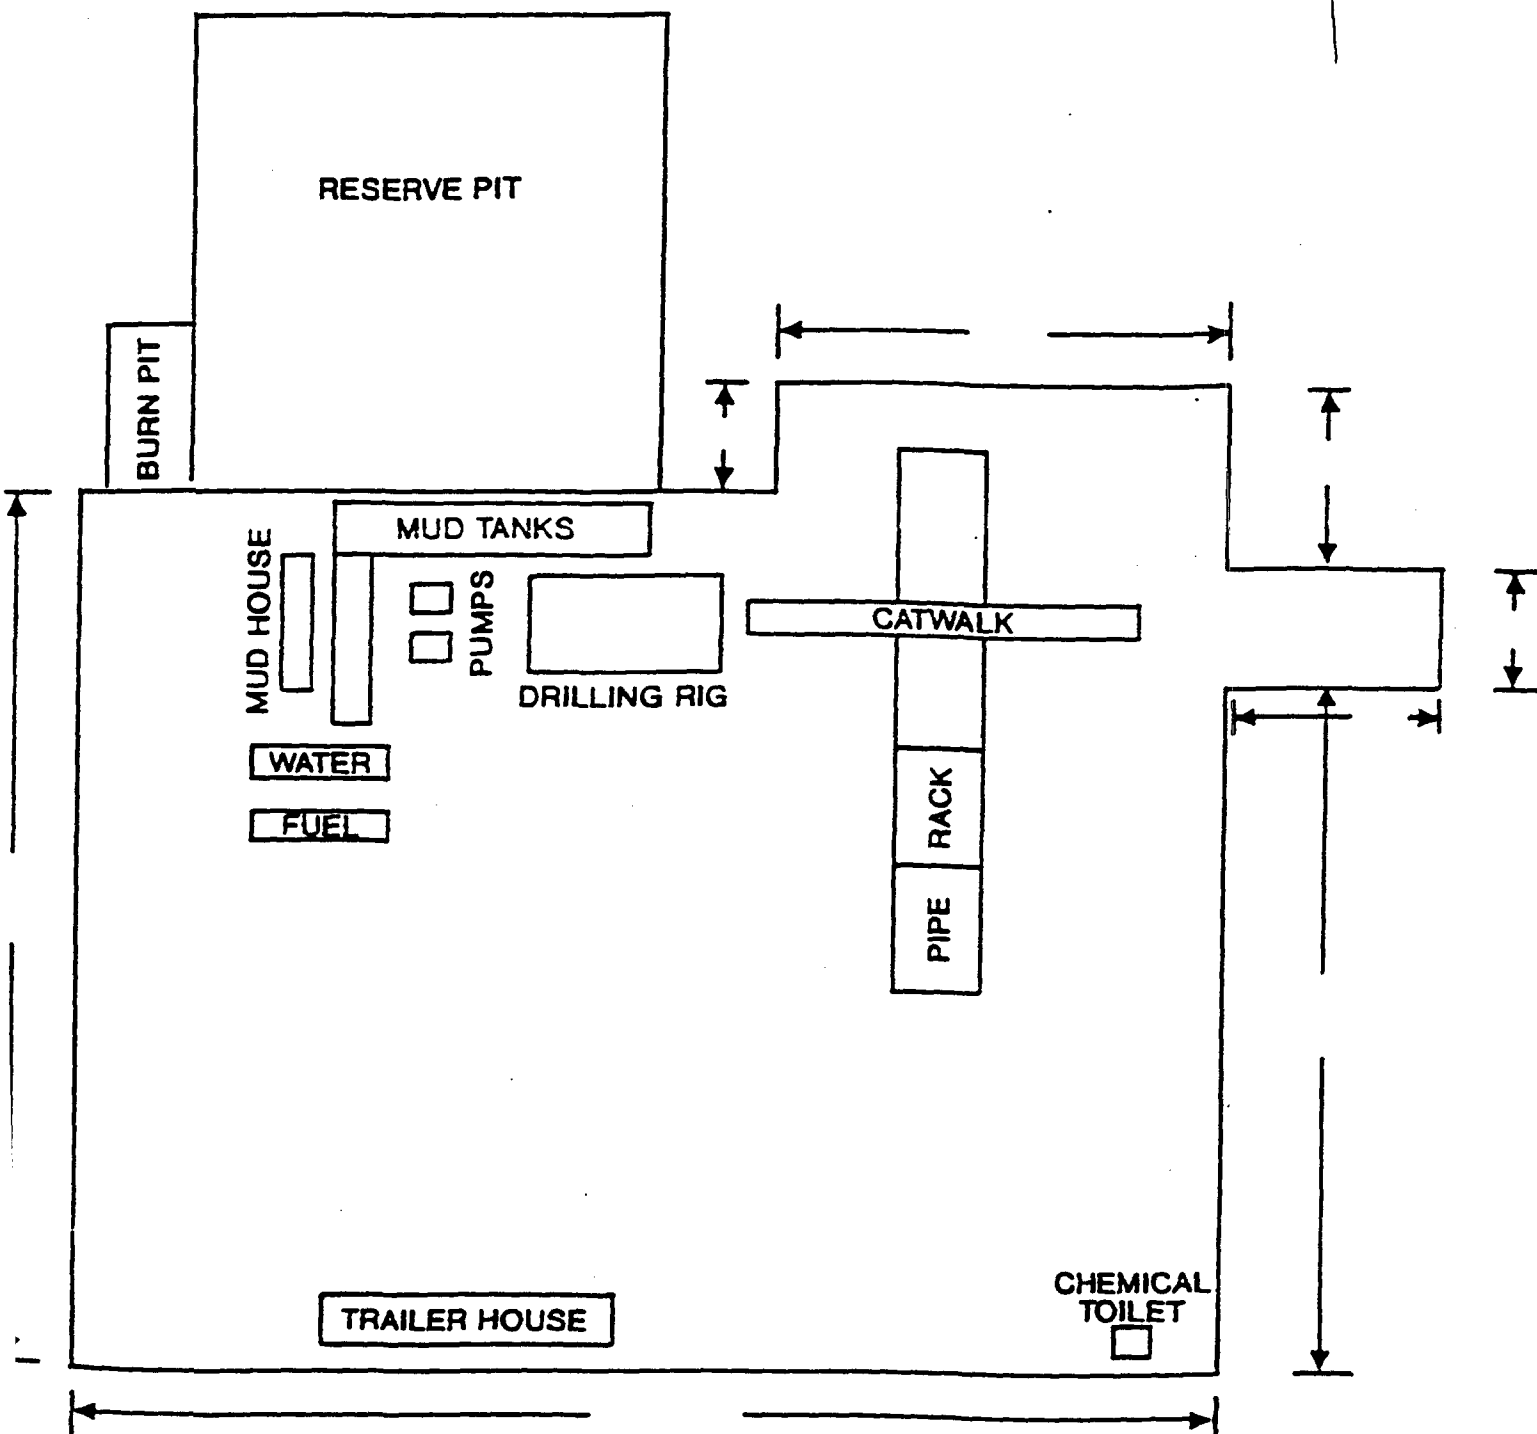 RESERVE PIT
BURN PIT
MUD TANKS
MUD HOUSE
PUMPS
CATWALK
DRILLING RIG
WATER
RACK
FUEL
PIPE
CHEMICAL
TOILET
TRAILER HOUSE